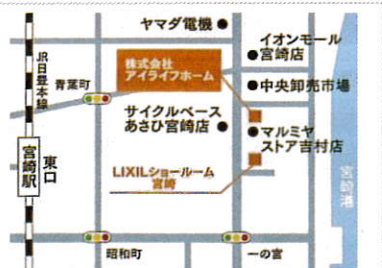 ヤマダ電機
イオンモール
宮崎店
JR日豊本線
青葉町
株式会社
アイライフホーム
中央卸売市場
サイクルベース
あさひ宮崎店
マルミヤ
ストア吉村店
宮崎駅
東口
LIXILショールーム
宮崎
宮崎港
昭和町
一の宮